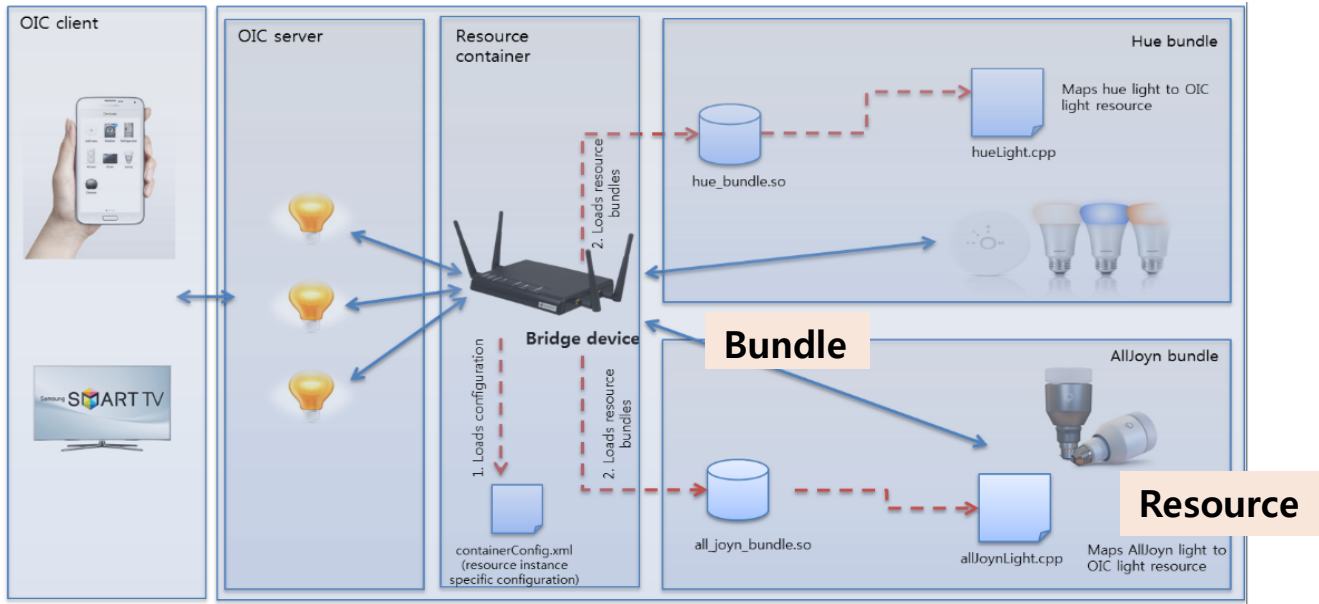 OIC client
Samsung SMART TV
OIC server
Resource
container
Bridge device
1. Loads configuration
2. Loads resource
bundles
2. Loads resource
bundles
containerConfig.xml
(resource instance
specific configuration)
Hue bundle
hue_bundle.so
hueLight.cpp
Maps hue light to OIC
light resource
Bundle
AllJoyn bundle
all_joyn_bundle.so
allJoynLight.cpp
Resource
Maps AllJoyn light to
OIC light resource